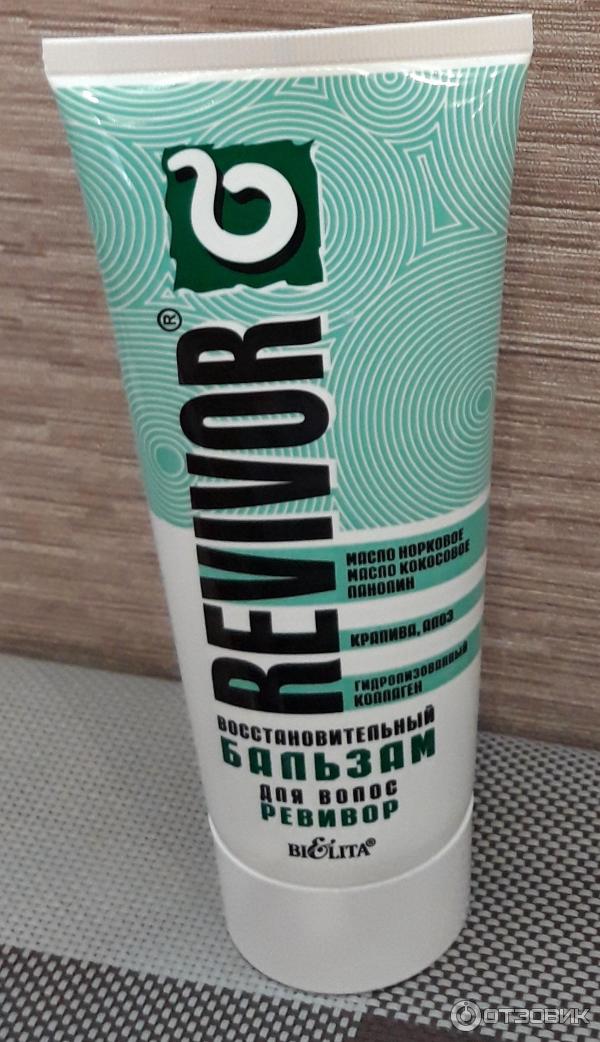 REVIVOR®
МАСЛО НОРКОВОЕ
МАСЛО КОКОСОВОЕ
ЛАНОЛИН
КРАПИВА, АЛОЭ
ГИДРОЛИЗОВАННЫЙ
КОЛЛАГЕН
ВОССТАНОВИТЕЛЬНЫЙ
БАЛЬЗАМ
ДЛЯ ВОЛОС
РЕВИВОР
BIELITA®
ОТЗОВИК